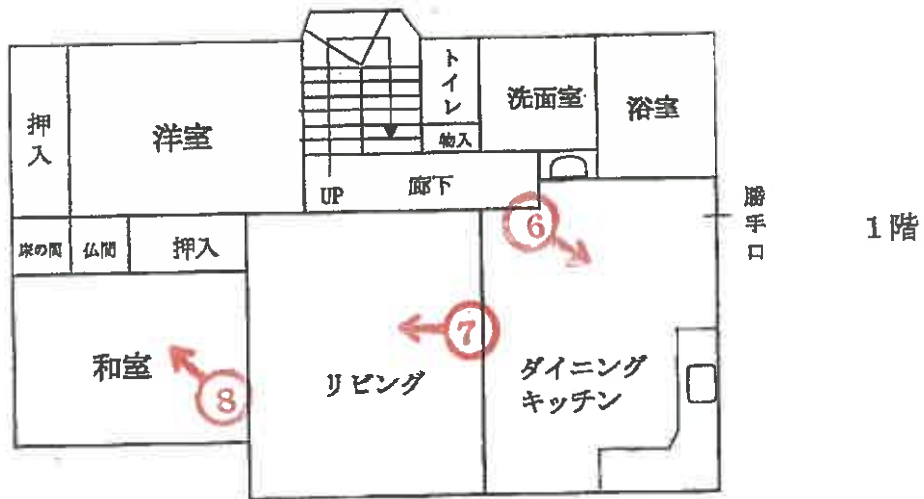 トイレ
洗面室
浴室
押入
洋室
物入
UP
廊下
勝手口
1階
床の間
仏間
押入
⑥
⑦
和室
⑧
リビング
ダイニング
キッチン